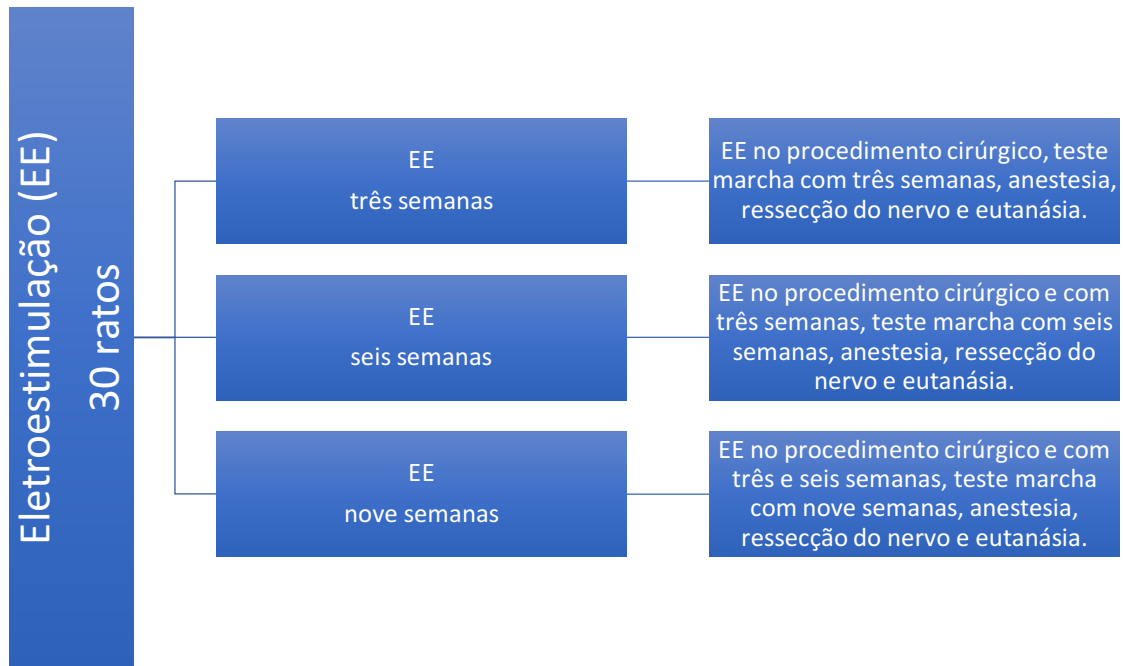 Eletroestimulação (EE)
30 ratos
EE
três semanas
EE no procedimento cirúrgico, teste
marcha com três semanas, anestesia,
ressecção do nervo e eutanásia.
EE
seis semanas
EE no procedimento cirúrgico e com
três semanas, teste marcha com seis
semanas, anestesia, ressecção do
nervo e eutanásia.
EE
nove semanas
EE no procedimento cirúrgico e com
três e seis semanas, teste marcha
com nove semanas, anestesia,
ressecção do nervo e eutanásia.